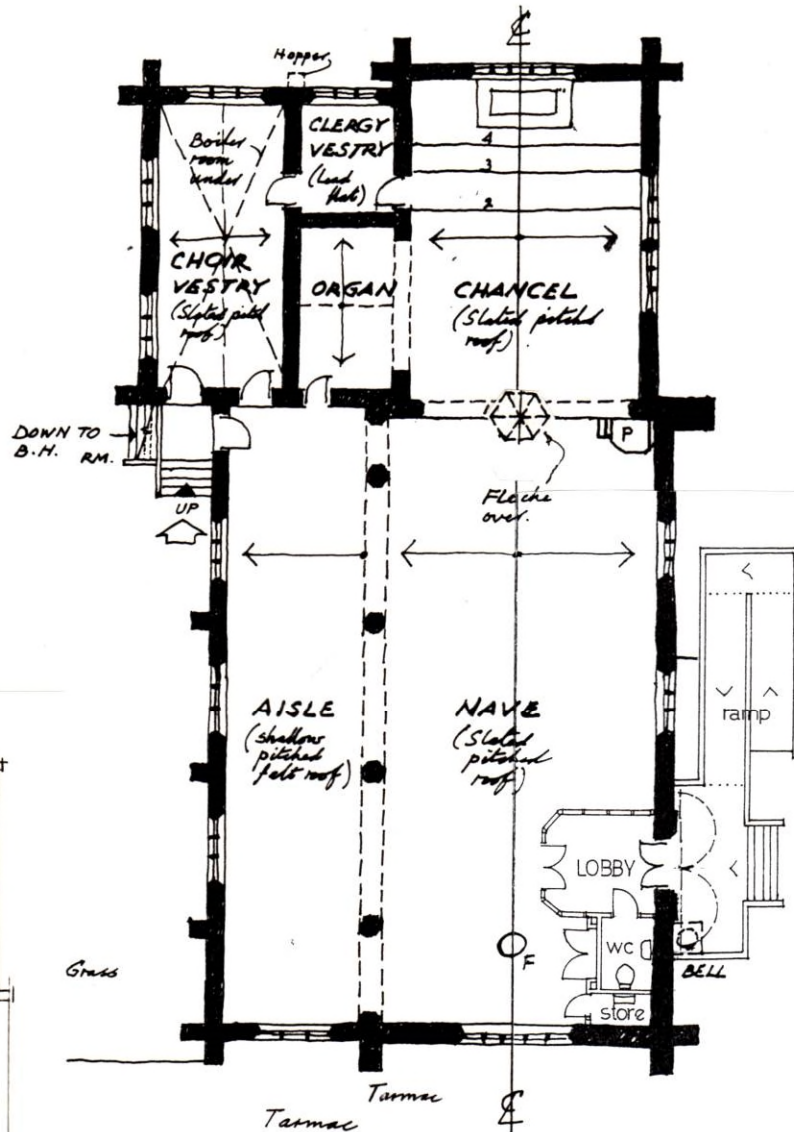 ℄
Hopper
Boiler
room
under
CLERGY
VESTRY
(Lead
flat)
4
3
2
CHOIR
VESTRY
(Slated pitd
roof)
ORGAN
CHANCEL
(Slated pitched
roof)
DOWN TO
B.H. RM.
UP
P
Fleche
over.
ramp
AISLE
(shallow
pitched
felt roof)
NAVE
(Slated
pitched
roof)
LOBBY
WC
F
BELL
store
Grass
Tarmac
Tarmac
℄